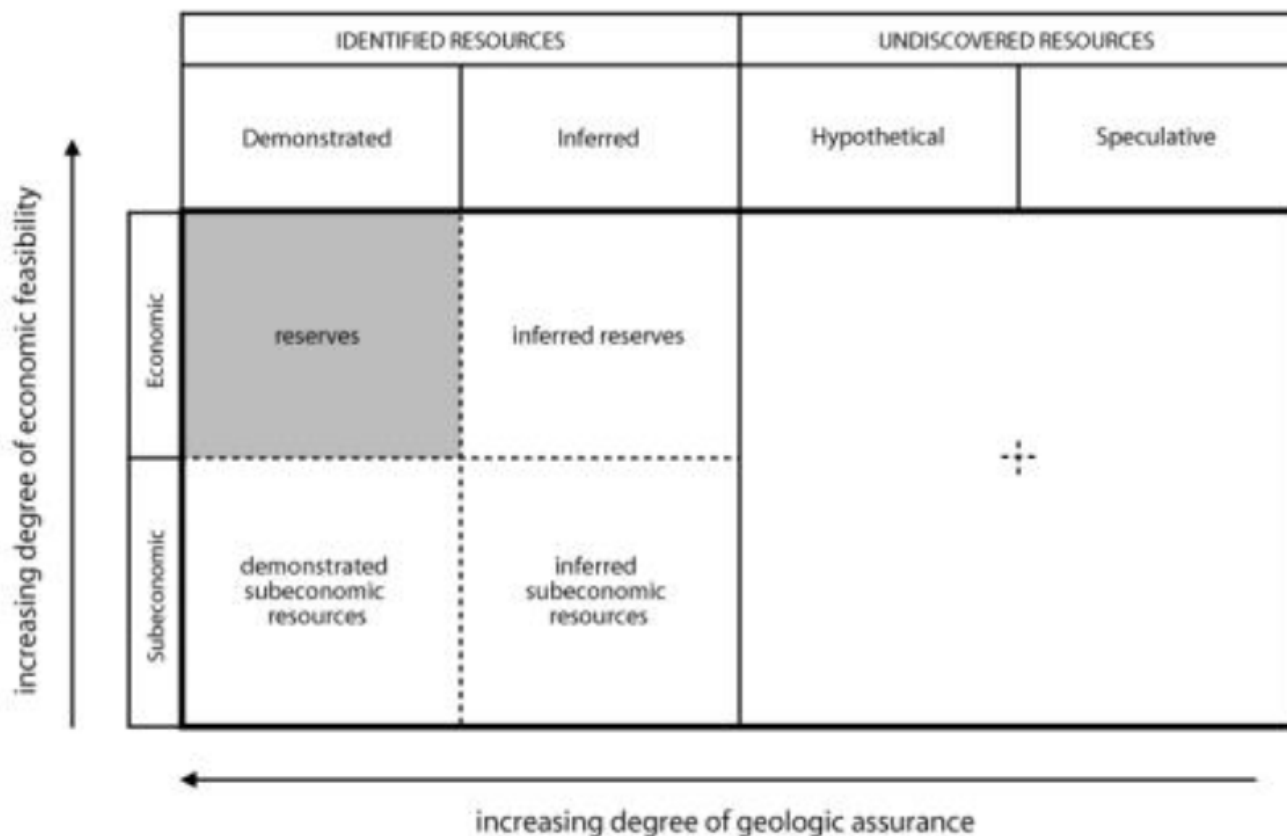 IDENTIFIED RESOURCES
UNDISCOVERED RESOURCES
Demonstrated
Inferred
Hypothetical
Speculative
increasing degree of economic feasibility
Economic
reserves
inferred reserves
Subeconomic
demonstrated
subeconomic
resources
inferred
subeconomic
resources
increasing degree of geologic assurance